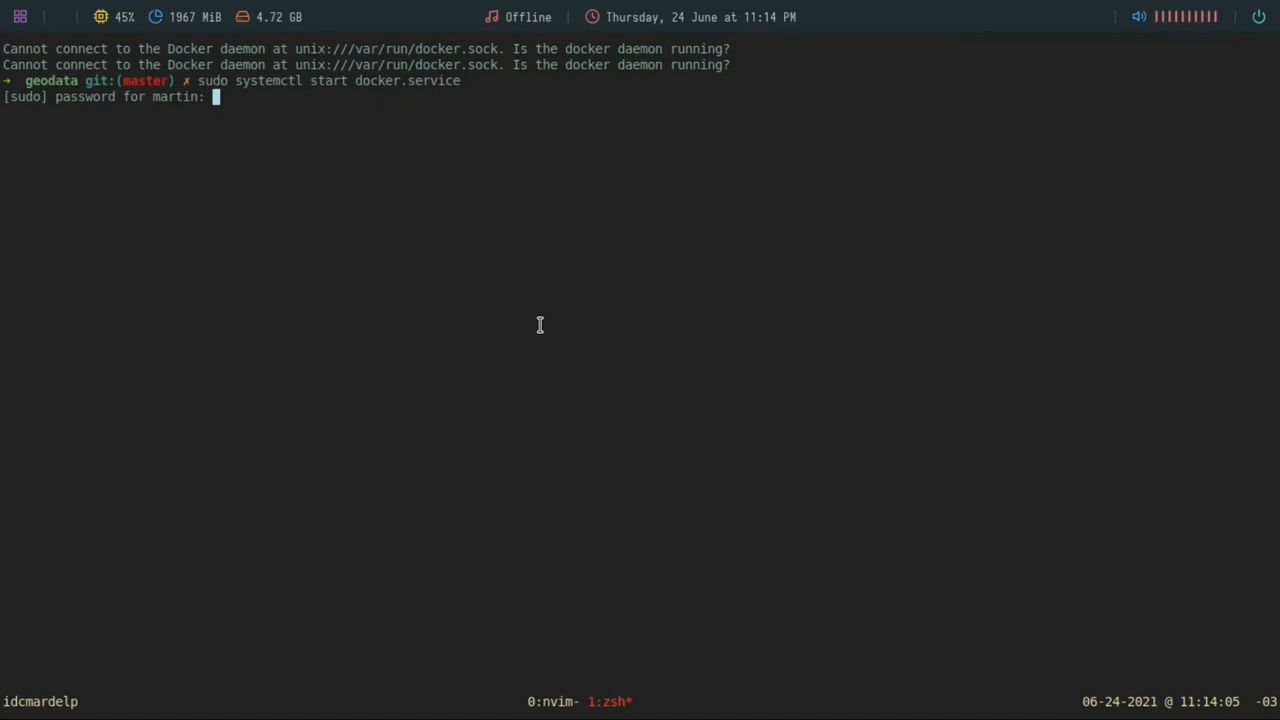 45% 1967 MiB 4.72 GB Offline Thursday, 24 June at 11:14 PM
Cannot connect to the Docker daemon at unix:///var/run/docker.sock. Is the docker daemon running?
Cannot connect to the Docker daemon at unix:///var/run/docker.sock. Is the docker daemon running?
→ geodata git:(master) ✗ sudo systemctl start docker.service
[sudo] password for martin:
idcmardelp 0:nvim- 1:zsh* 06-24-2021 @ 11:14:05 -03